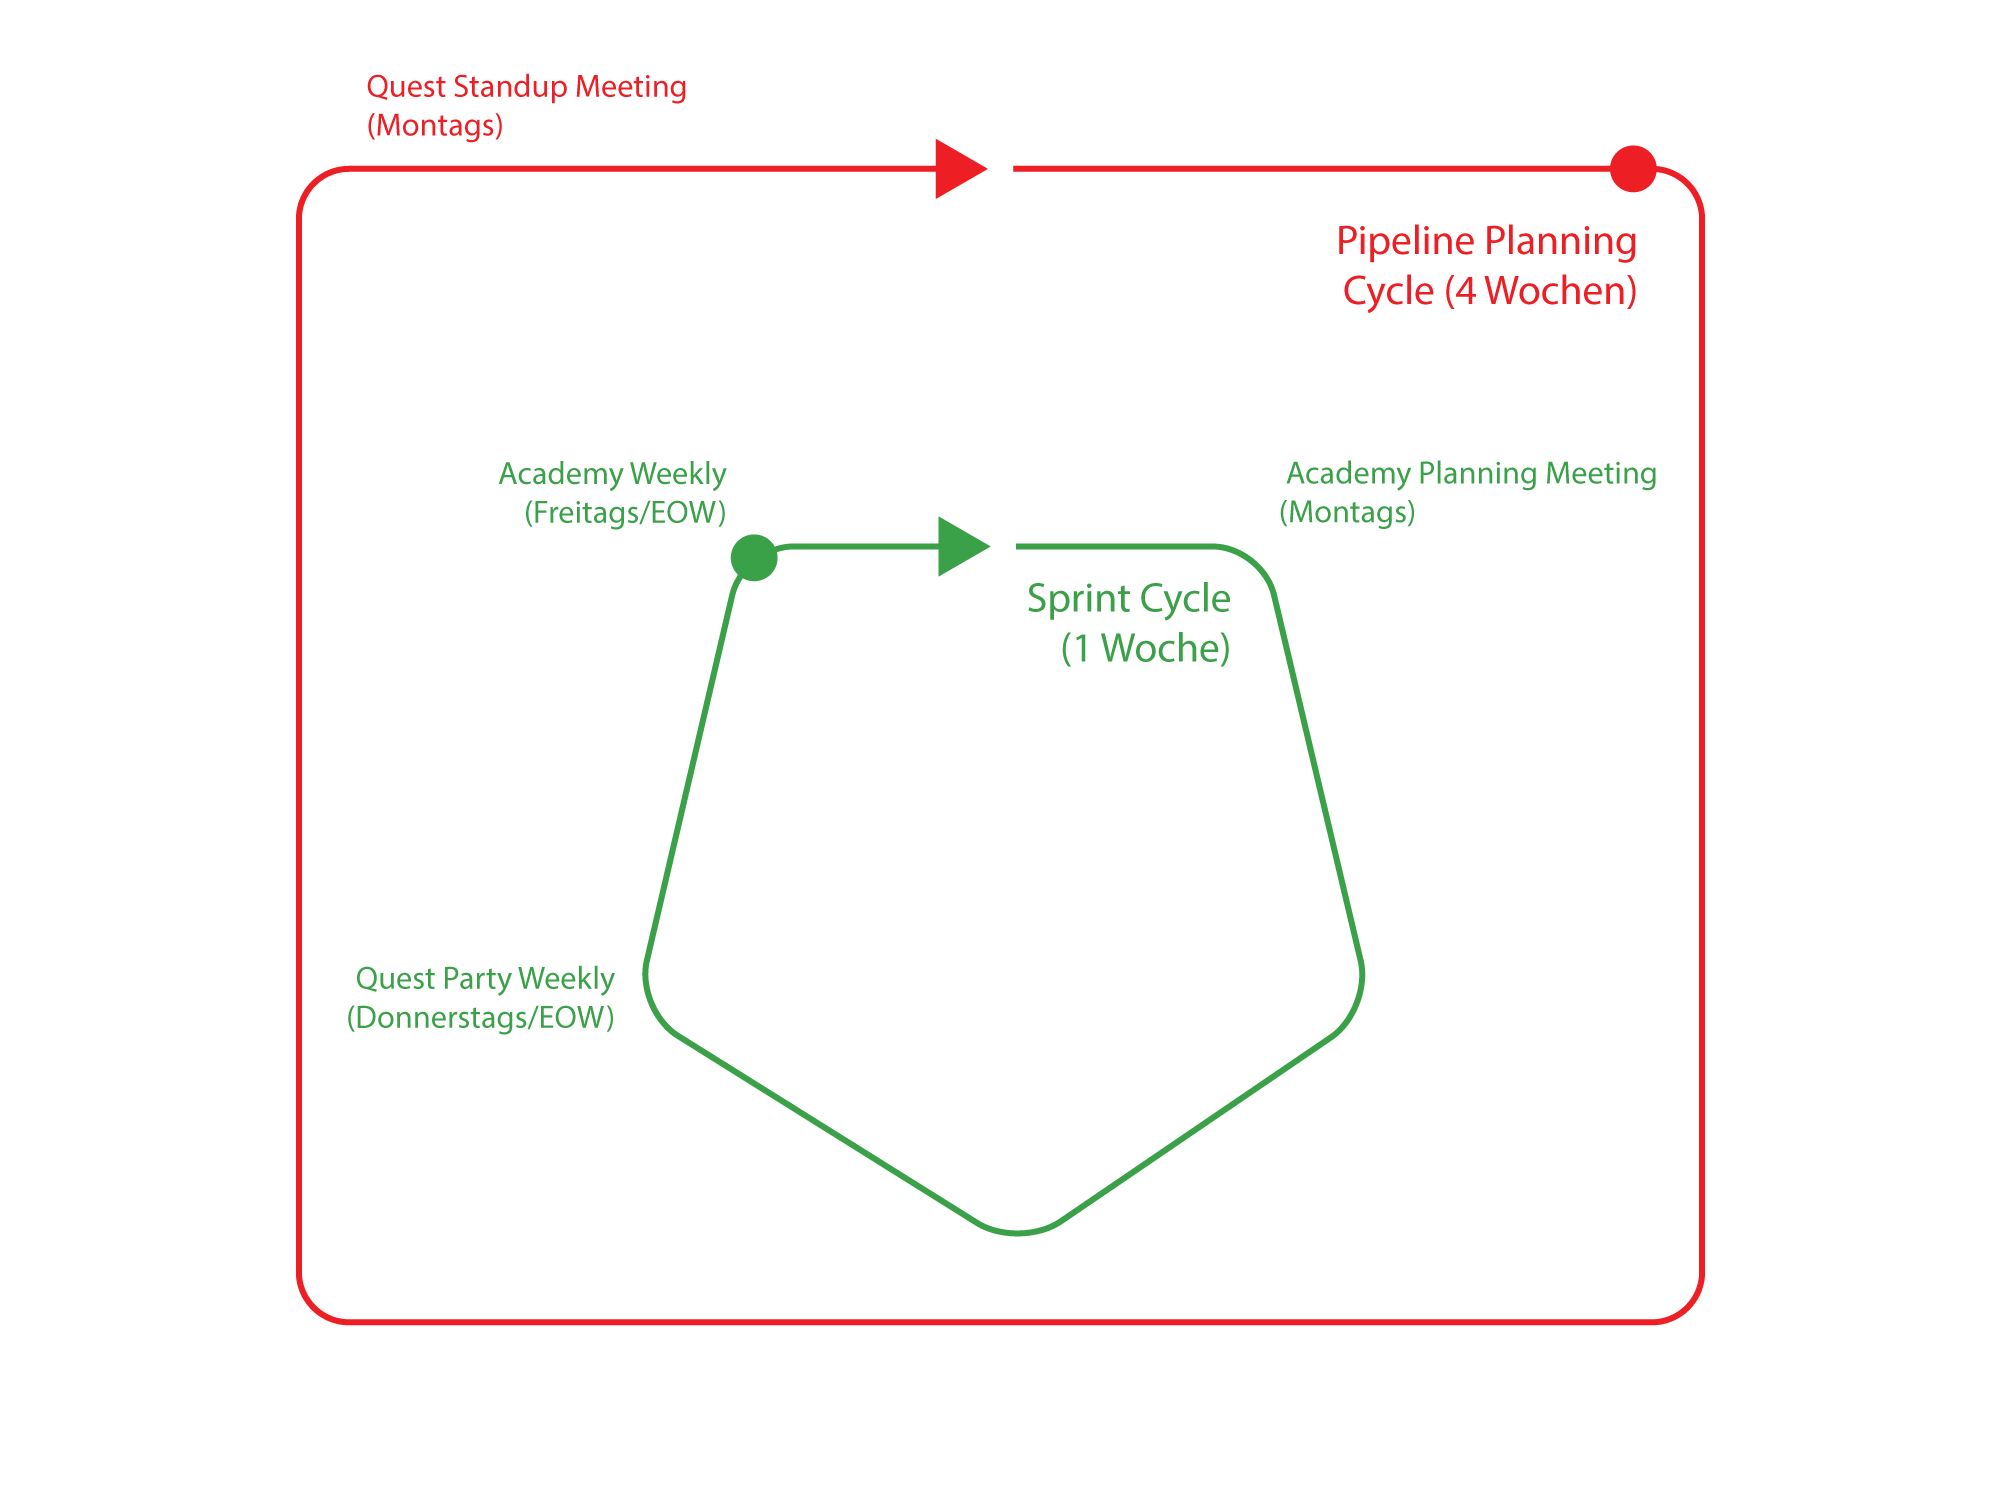 Quest Standup Meeting
(Montags)
Pipeline Planning
Cycle (4 Wochen)
Academy Weekly
(Freitags/EOW)
Academy Planning Meeting
(Montags)
Sprint Cycle
(1 Woche)
Quest Party Weekly
(Donnerstags/EOW)